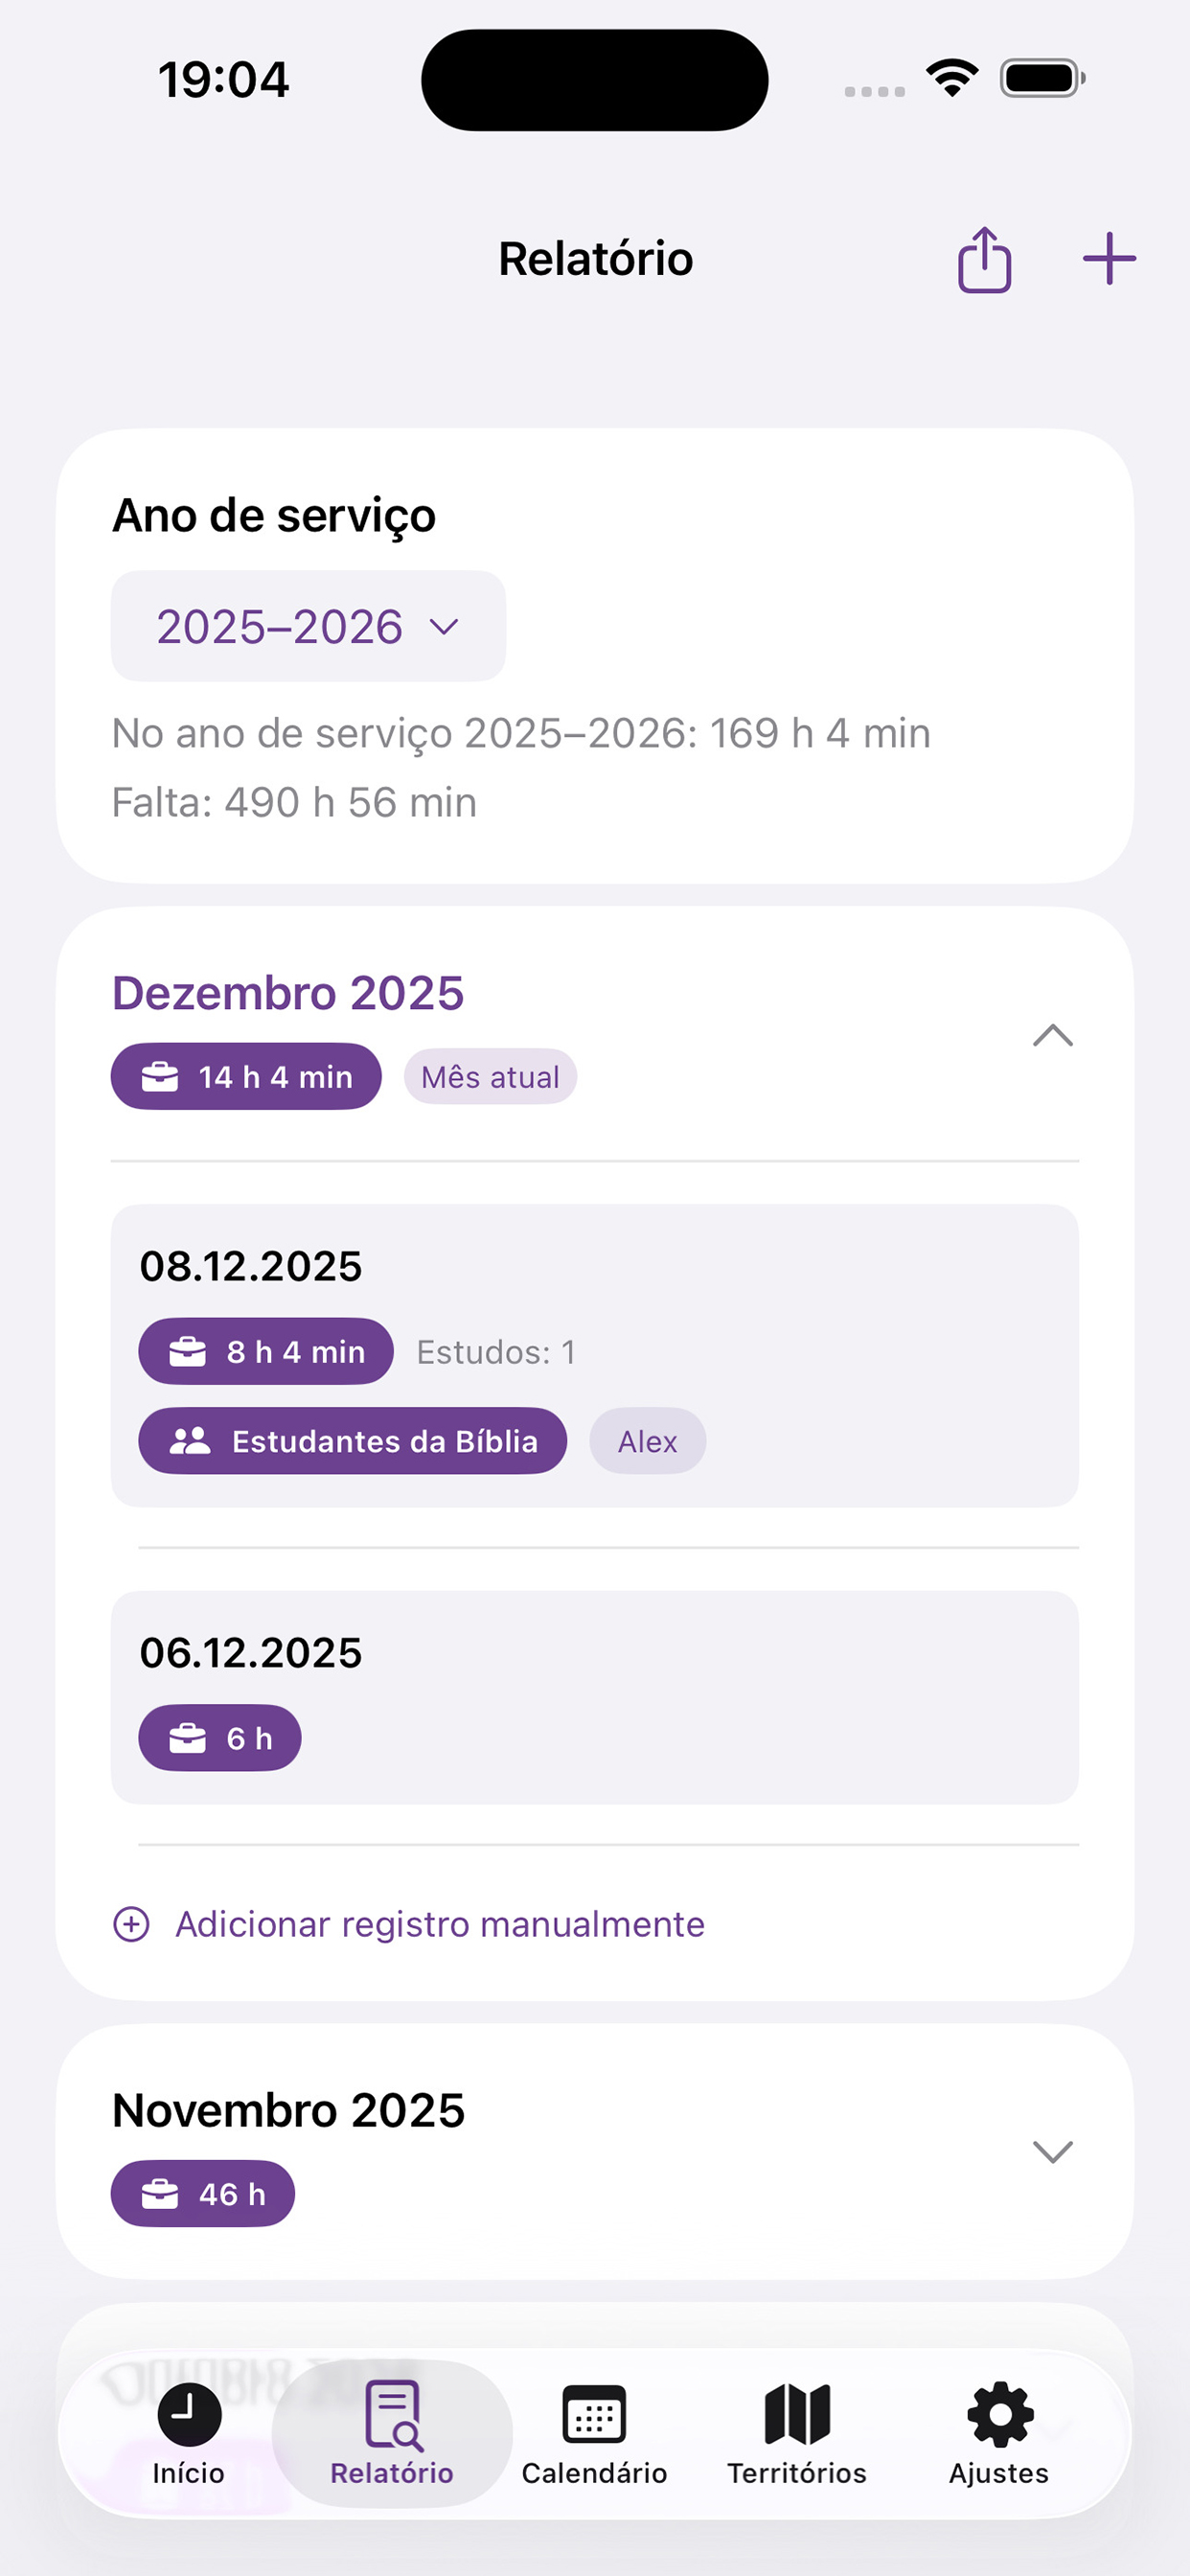 19:04
Relatório
Ano de serviço
2025–2026
No ano de serviço 2025–2026: 169 h 4 min
Falta: 490 h 56 min
Dezembro 2025
14 h 4 min
Mês atual
08.12.2025
8 h 4 min
Estudos: 1
Estudantes da Bíblia
Alex
06.12.2025
6 h
Adicionar registro manualmente
Novembro 2025
46 h
Início
Relatório
Calendário
Territórios
Ajustes